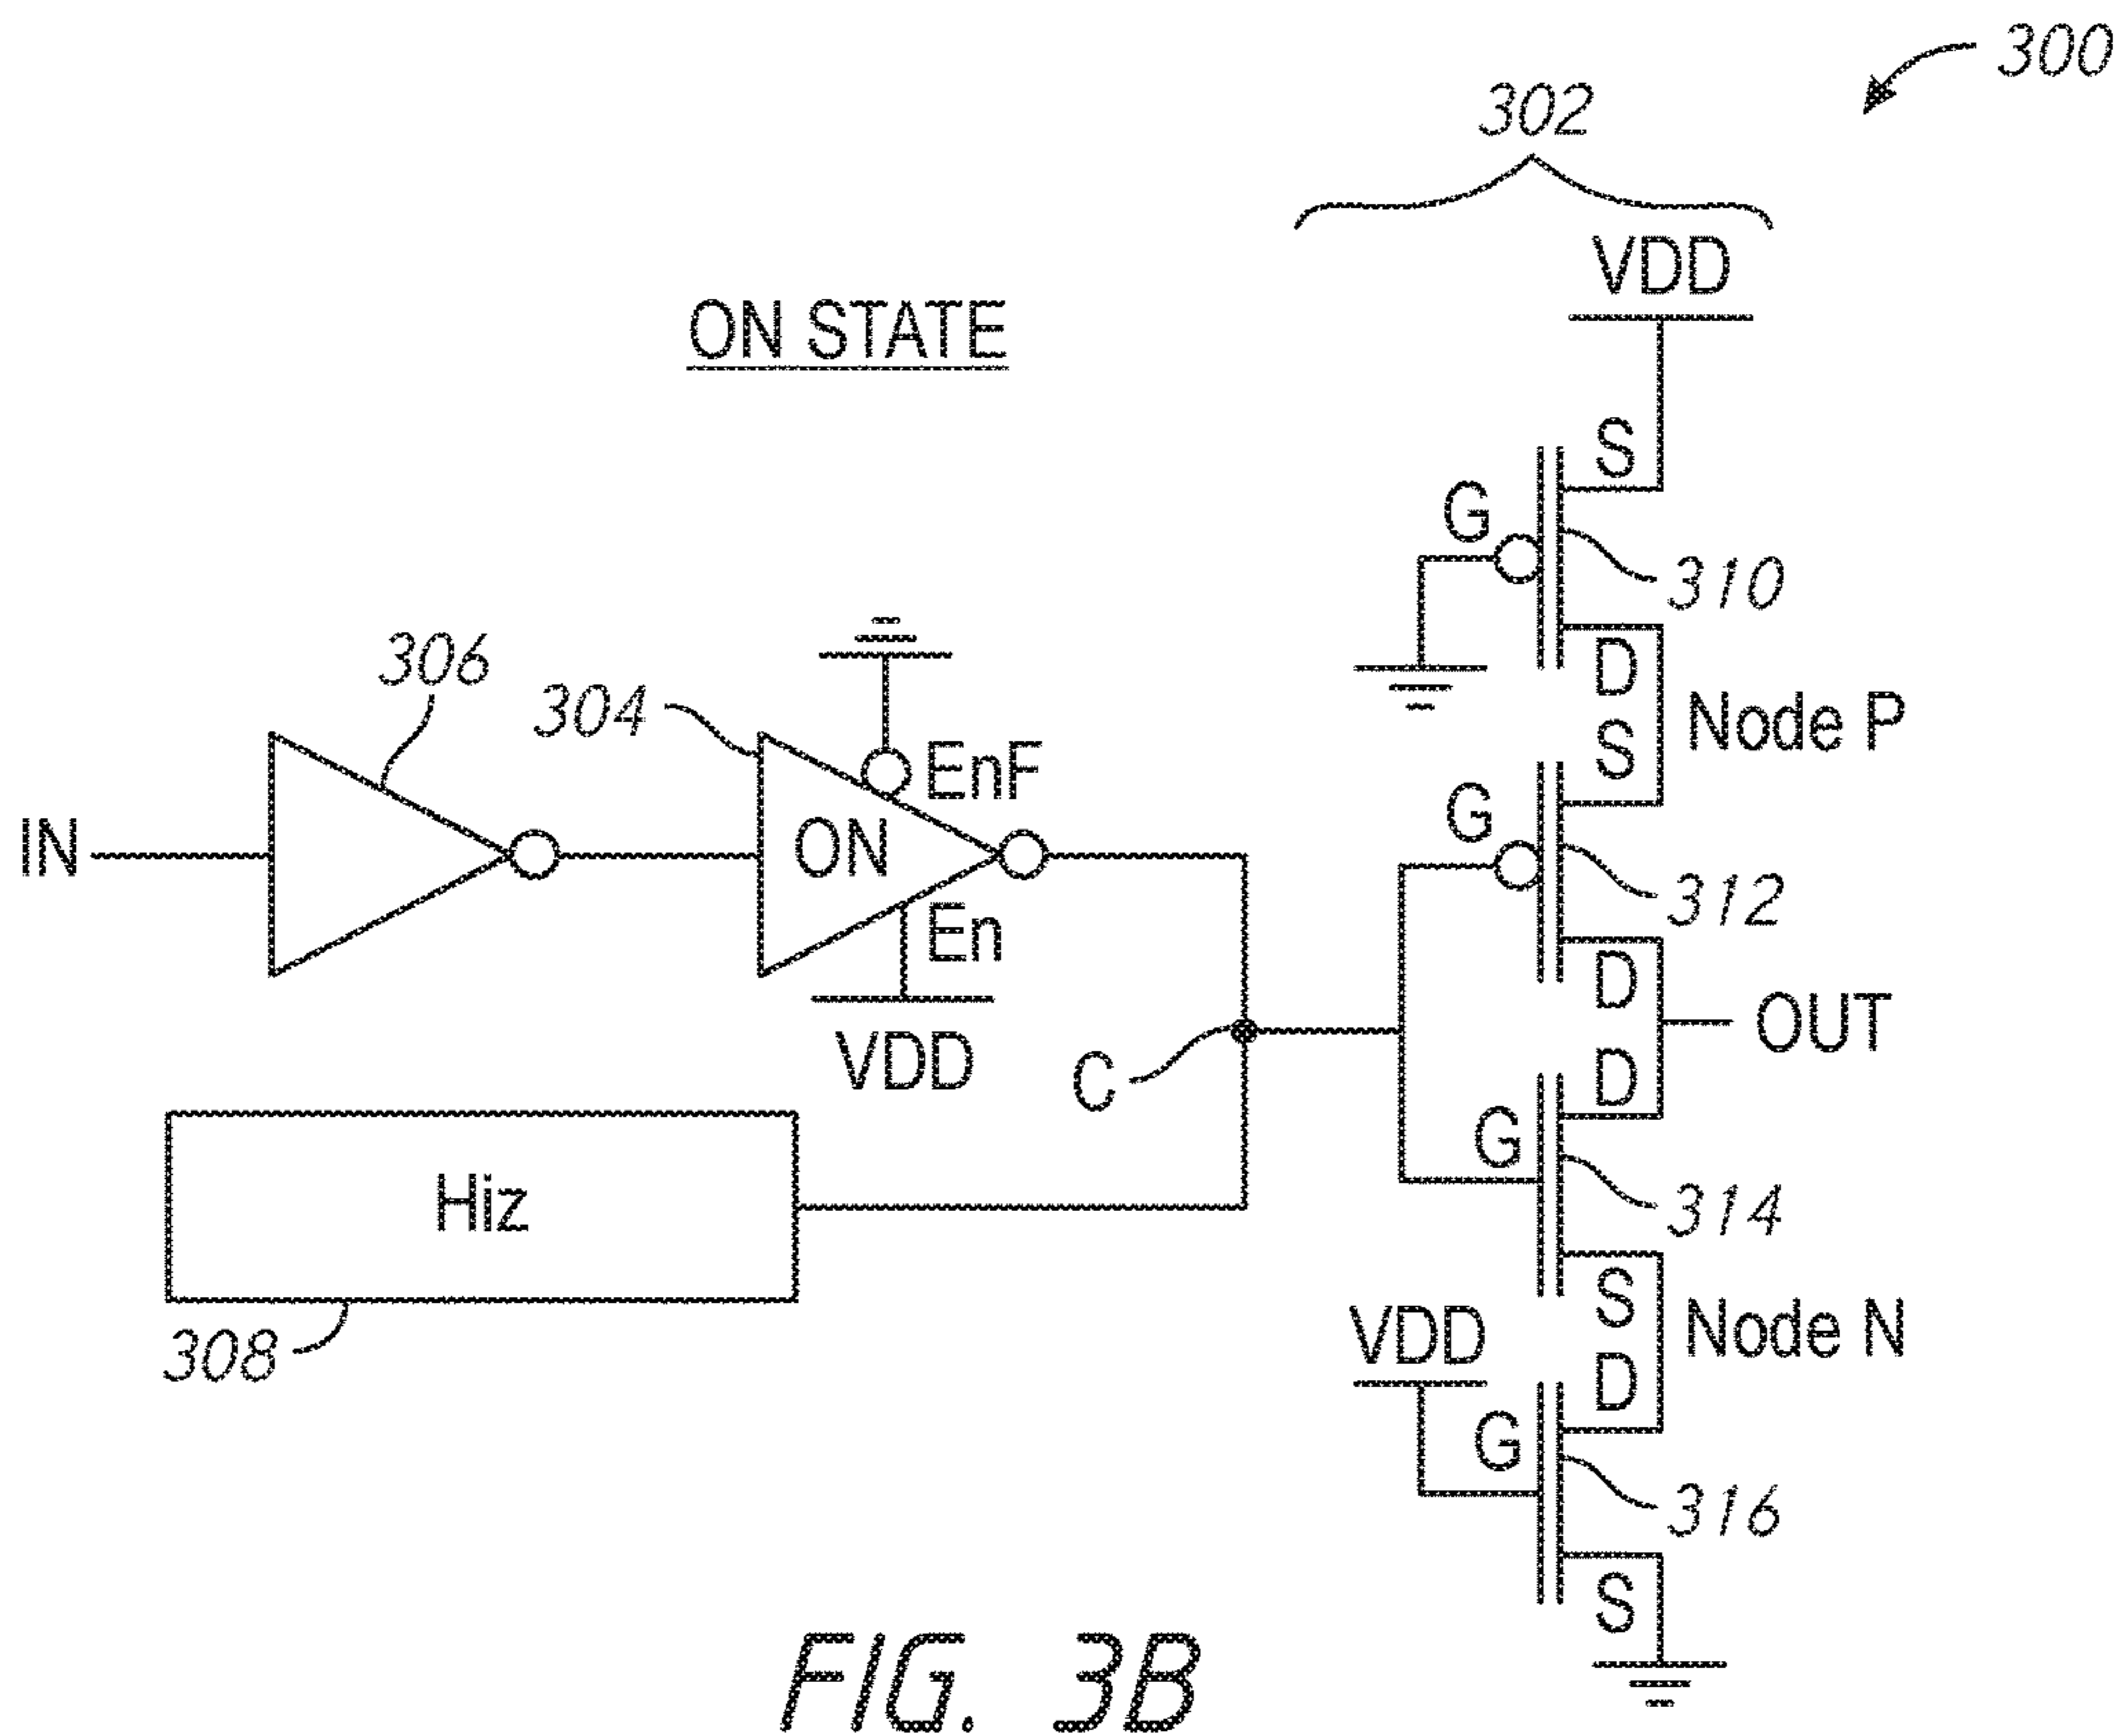 300
302
VDD
ON STATE
S
G
310
D
306
304
Node P
S
EnF
G
IN
ON
312
En
D
OUT
VDD
C
D
G
Hiz
314
S
Node N
308
VDD
D
G
316
S
FIG. 3B